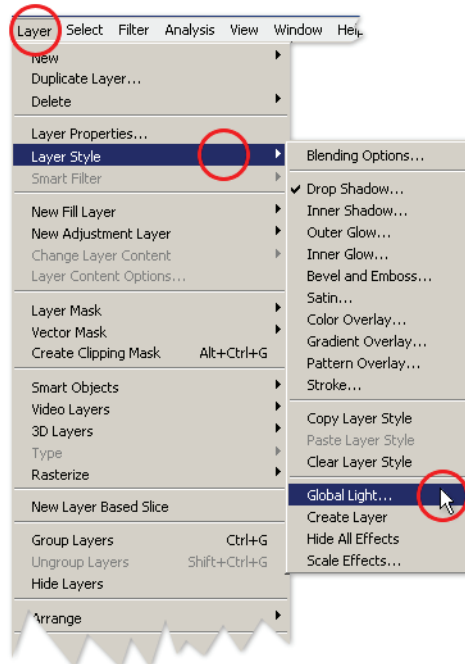 Layer Select Filter Analysis View Window Help
New
Duplicate Layer...
Delete
Layer Properties...
Layer Style
Smart Filter
New Fill Layer
New Adjustment Layer
Change Layer Content
Layer Content Options...
Layer Mask
Vector Mask
Create Clipping Mask Alt+Ctrl+G
Smart Objects
Video Layers
3D Layers
Type
Rasterize
New Layer Based Slice
Group Layers Ctrl+G
Ungroup Layers Shift+Ctrl+G
Hide Layers
Arrange
Blending Options...
Drop Shadow...
Inner Shadow...
Outer Glow...
Inner Glow...
Bevel and Emboss...
Satin...
Color Overlay...
Gradient Overlay...
Pattern Overlay...
Stroke...
Copy Layer Style
Paste Layer Style
Clear Layer Style
Global Light...
Create Layer
Hide All Effects
Scale Effects...